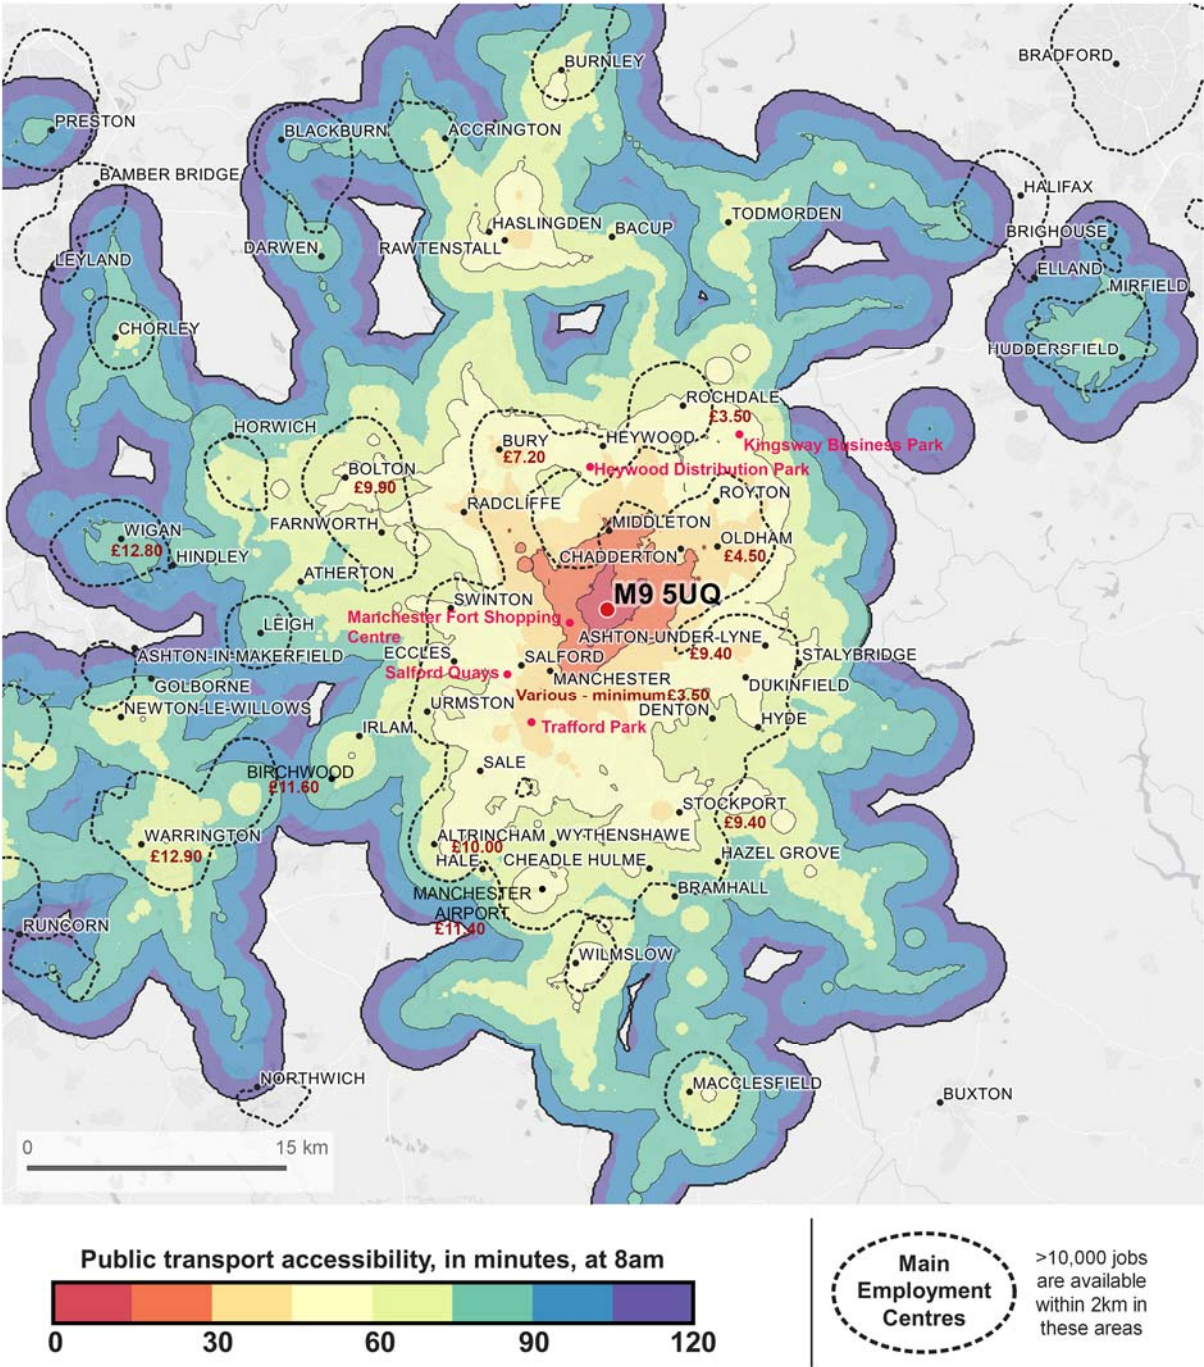 BURNLEY
BRADFORD
PRESTON
BLACKBURN
ACCRINGTON
BAMBER BRIDGE
HALIFAX
TODMORDEN
HASLINGDEN
BACUP
BRIGHOUSE
DARWEN
RAWTENSTALL
LEYLAND
ELLAND
MIRFIELD
CHORLEY
HUDDERSFIELD
ROCHDALE
£3.50
HORWICH
BURY
£7.20
HEYWOOD
Kingsway Business Park
BOLTON
£9.90
Heywood Distribution Park
ROYTON
RADCLIFFE
FARNWORTH
MIDDLETON
WIGAN
£12.80
HINDLEY
CHADDERTON
OLDHAM
£4.50
ATHERTON
M9 5UQ
SWINTON
Manchester Fort Shopping
Centre
LEIGH
ASHTON-UNDER-LYNE
£9.40
ASHTON-IN-MAKERFIELD
ECCLES
SALFORD
STALYBRIDGE
Salford Quays
MANCHESTER
Various - minimum£3.50
DUKINFIELD
GOLBORNE
NEWTON-LE-WILLOWS
URMSTON
DENTON
HYDE
IRLAM
Trafford Park
BIRCHWOOD
£11.60
SALE
STOCKPORT
£9.40
WARRINGTON
£12.90
ALTRINCHAM
£10.00
WYTHENSHAWE
HALE
CHEADLE HULME
HAZEL GROVE
MANCHESTER
AIRPORT
£11.40
BRAMHALL
RUNCORN
WILMSLOW
NORTHWICH
MACCLESFIELD
BUXTON
0 15 km
Public transport accessibility, in minutes, at 8am
0 30 60 90 120
Main
Employment
Centres
>10,000 jobs
are available
within 2km in
these areas